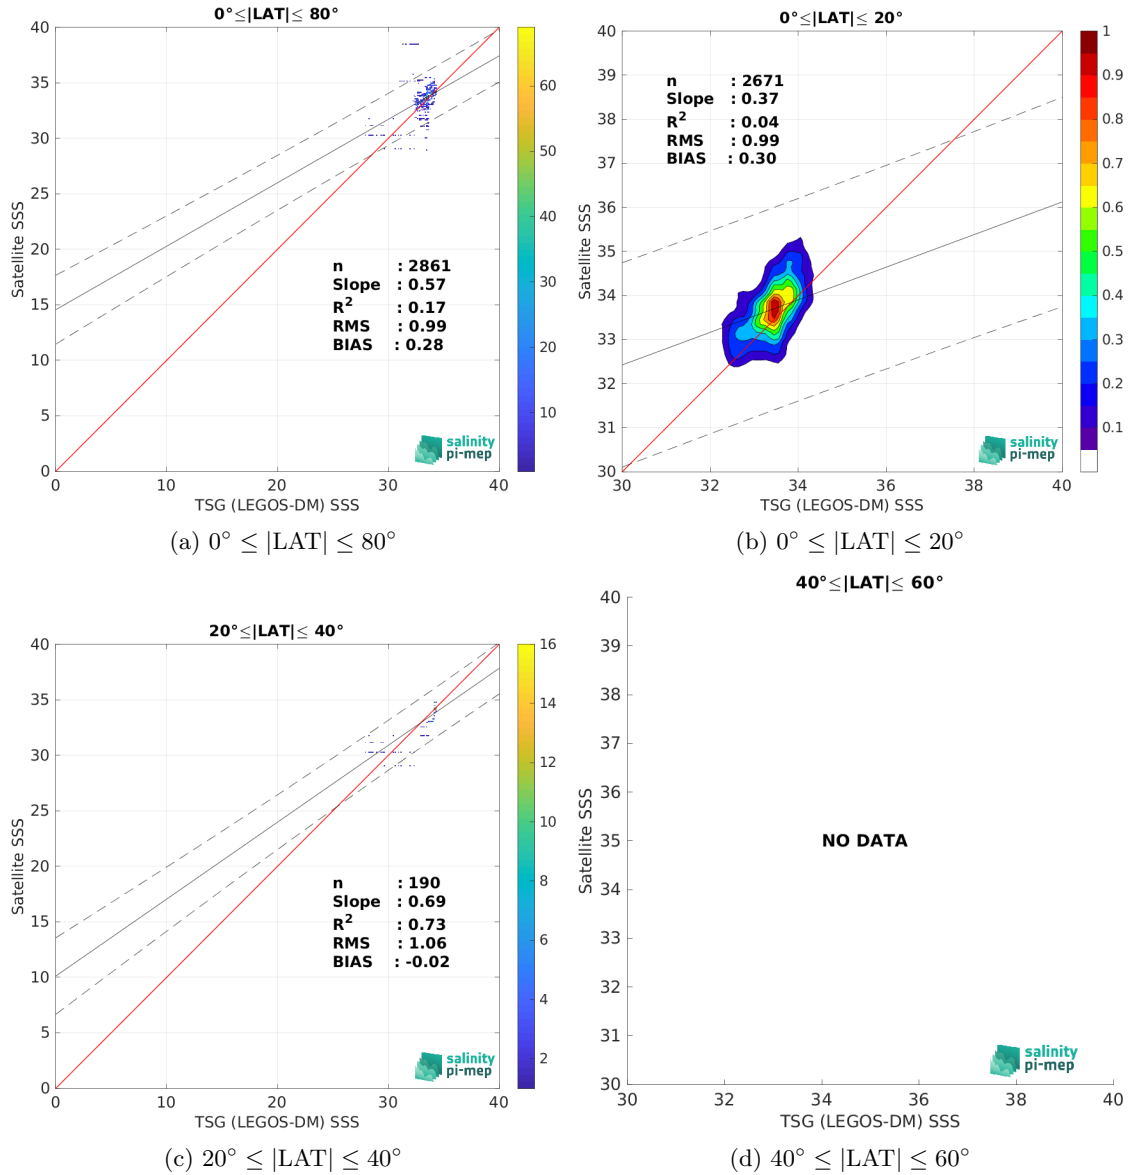 0°≤|LAT|≤ 80°
40
35
30
25
20
15
10
5
0
Satellite SSS
n : 2861
Slope : 0.57
R² : 0.17
RMS : 0.99
BIAS : 0.28
salinity
pi-mep
0 10 20 30 40
TSG (LEGOS-DM) SSS
60
50
40
30
20
10
(a) 0° ≤ |LAT| ≤ 80°
0°≤|LAT|≤ 20°
40
39
38
37
36
35
34
33
32
31
30
Satellite SSS
n : 2671
Slope : 0.37
R² : 0.04
RMS : 0.99
BIAS : 0.30
salinity
pi-mep
30 32 34 36 38 40
TSG (LEGOS-DM) SSS
1
0.9
0.8
0.7
0.6
0.5
0.4
0.3
0.2
0.1
(b) 0° ≤ |LAT| ≤ 20°
20°≤|LAT|≤ 40°
40
35
30
25
20
15
10
5
0
Satellite SSS
n : 190
Slope : 0.69
R² : 0.73
RMS : 1.06
BIAS : -0.02
salinity
pi-mep
0 10 20 30 40
TSG (LEGOS-DM) SSS
16
14
12
10
8
6
4
2
(c) 20° ≤ |LAT| ≤ 40°
40°≤|LAT|≤ 60°
40
39
38
37
36
35
34
33
32
31
30
Satellite SSS
NO DATA
salinity
pi-mep
30 32 34 36 38 40
TSG (LEGOS-DM) SSS
(d) 40° ≤ |LAT| ≤ 60°